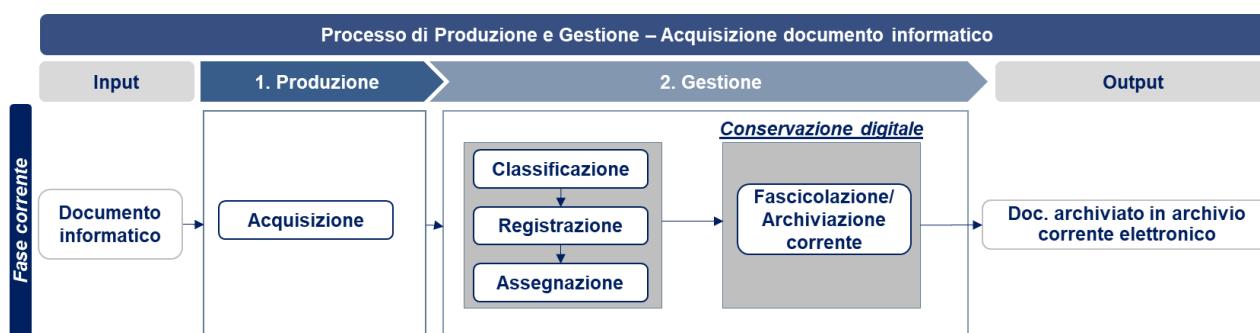 Processo di Produzione e Gestione – Acquisizione documento informatico
Input
1. Produzione
2. Gestione
Output
Fase corrente
Documento
informatico
Acquisizione
Classificazione
Registrazione
Assegnazione
Conservazione digitale
Fascicolazione/
Archiviazione
corrente
Doc. archiviato in archivio
corrente elettronico